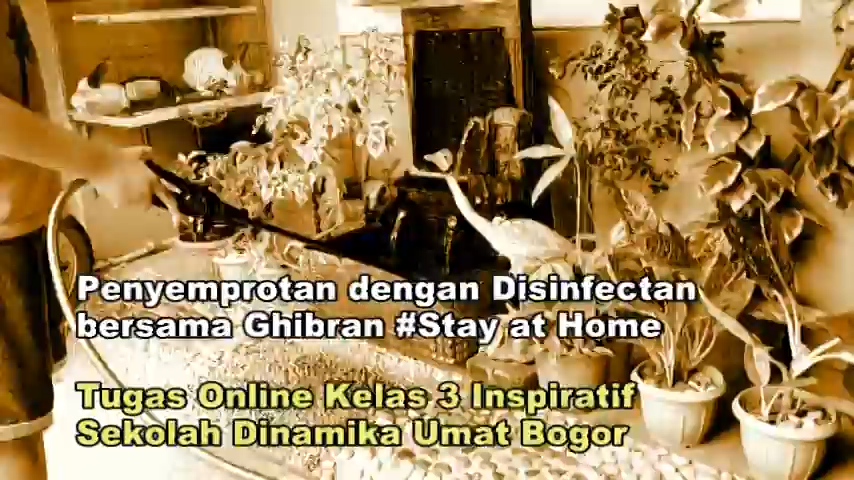 Penyemprotan dengan Disinfectan
bersama Ghibran #Stay at Home
Tugas Online Kelas 3 Inspiratif
Sekolah Dinamika Umat Bogor